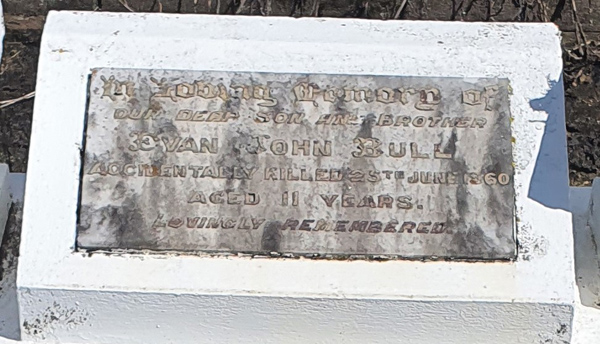 In Loving Memory of
OUR DEAR SON AND BROTHER
EVAN JOHN BULL
ACCIDENTALLY KILLED 25TH JUNE 1960
AGED 11 YEARS.
LOVINGLY REMEMBERED.